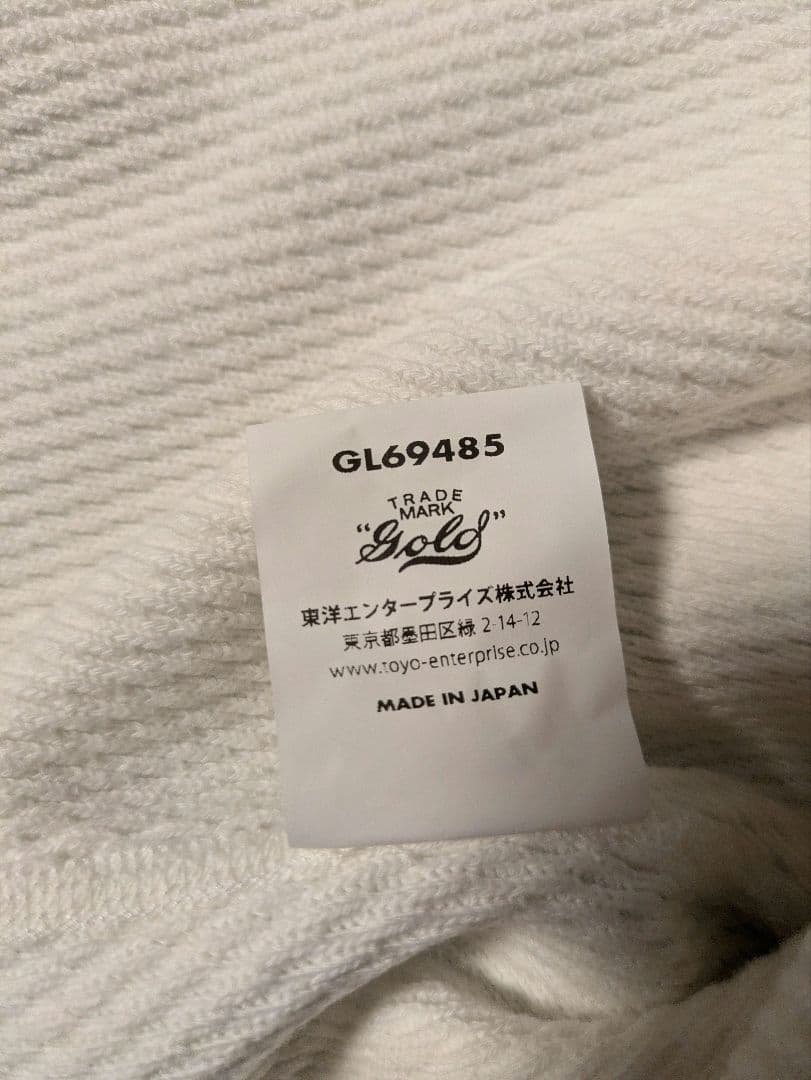 GL69485
TRADE
MARK
"Gold"
東洋エンタープライズ株式会社
東京都墨田区緑 2-14-12
www.toyo-enterprise.co.jp
MADE IN JAPAN